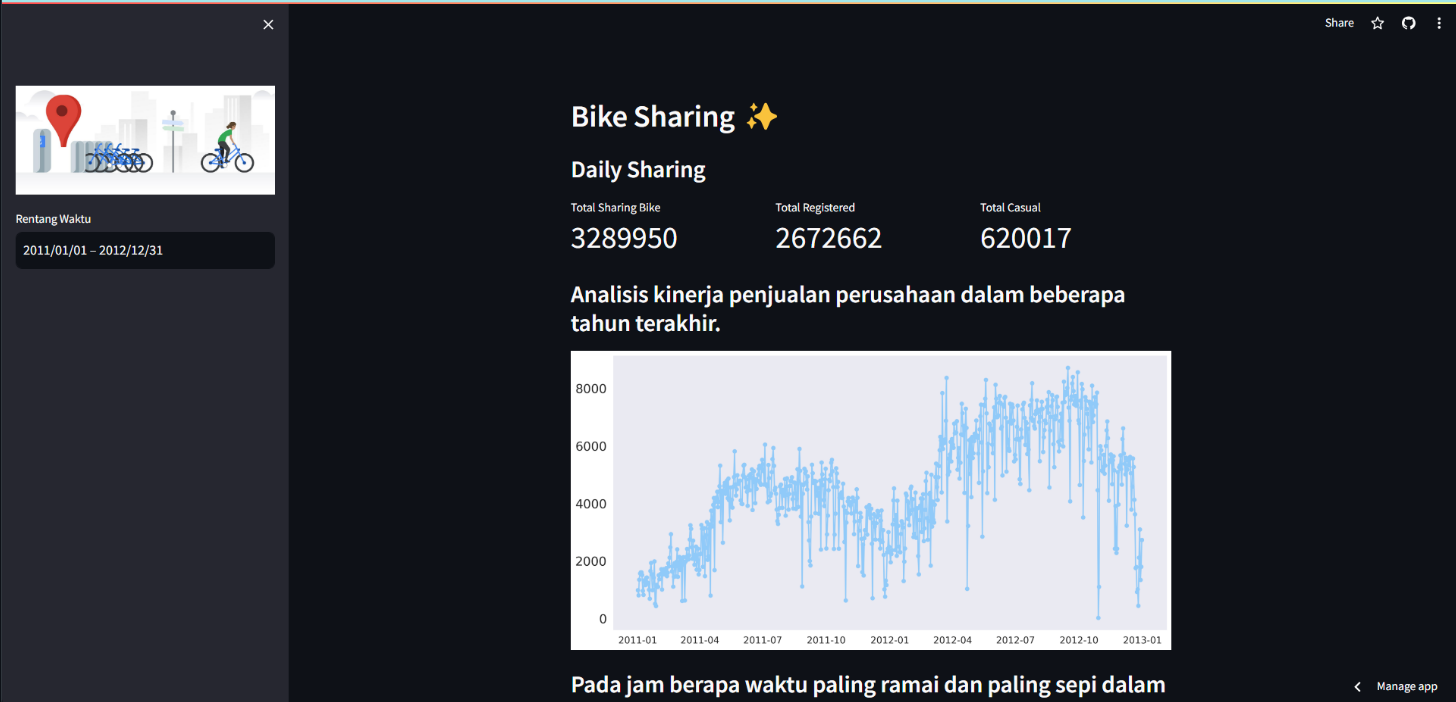 Share
Rentang Waktu
2011/01/01 – 2012/12/31
Bike Sharing ✨
Daily Sharing
Total Sharing Bike
3289950
Total Registered
2672662
Total Casual
620017
Analisis kinerja penjualan perusahaan dalam beberapa
tahun terakhir.
8000
6000
4000
2000
0
2011-01 2011-04 2011-07 2011-10 2012-01 2012-04 2012-07 2012-10 2013-01
Pada jam berapa waktu paling ramai dan paling sepi dalam
Manage app